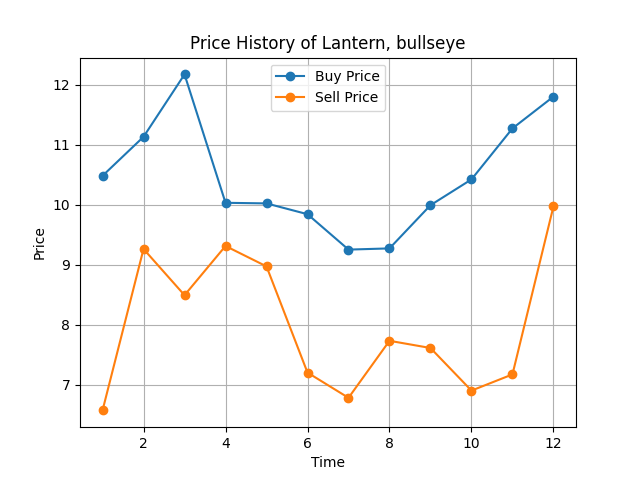 Price History of Lantern, bullseye
Buy Price
Sell Price
12
11
10
9
8
7
Price
2 4 6 8 10 12
Time